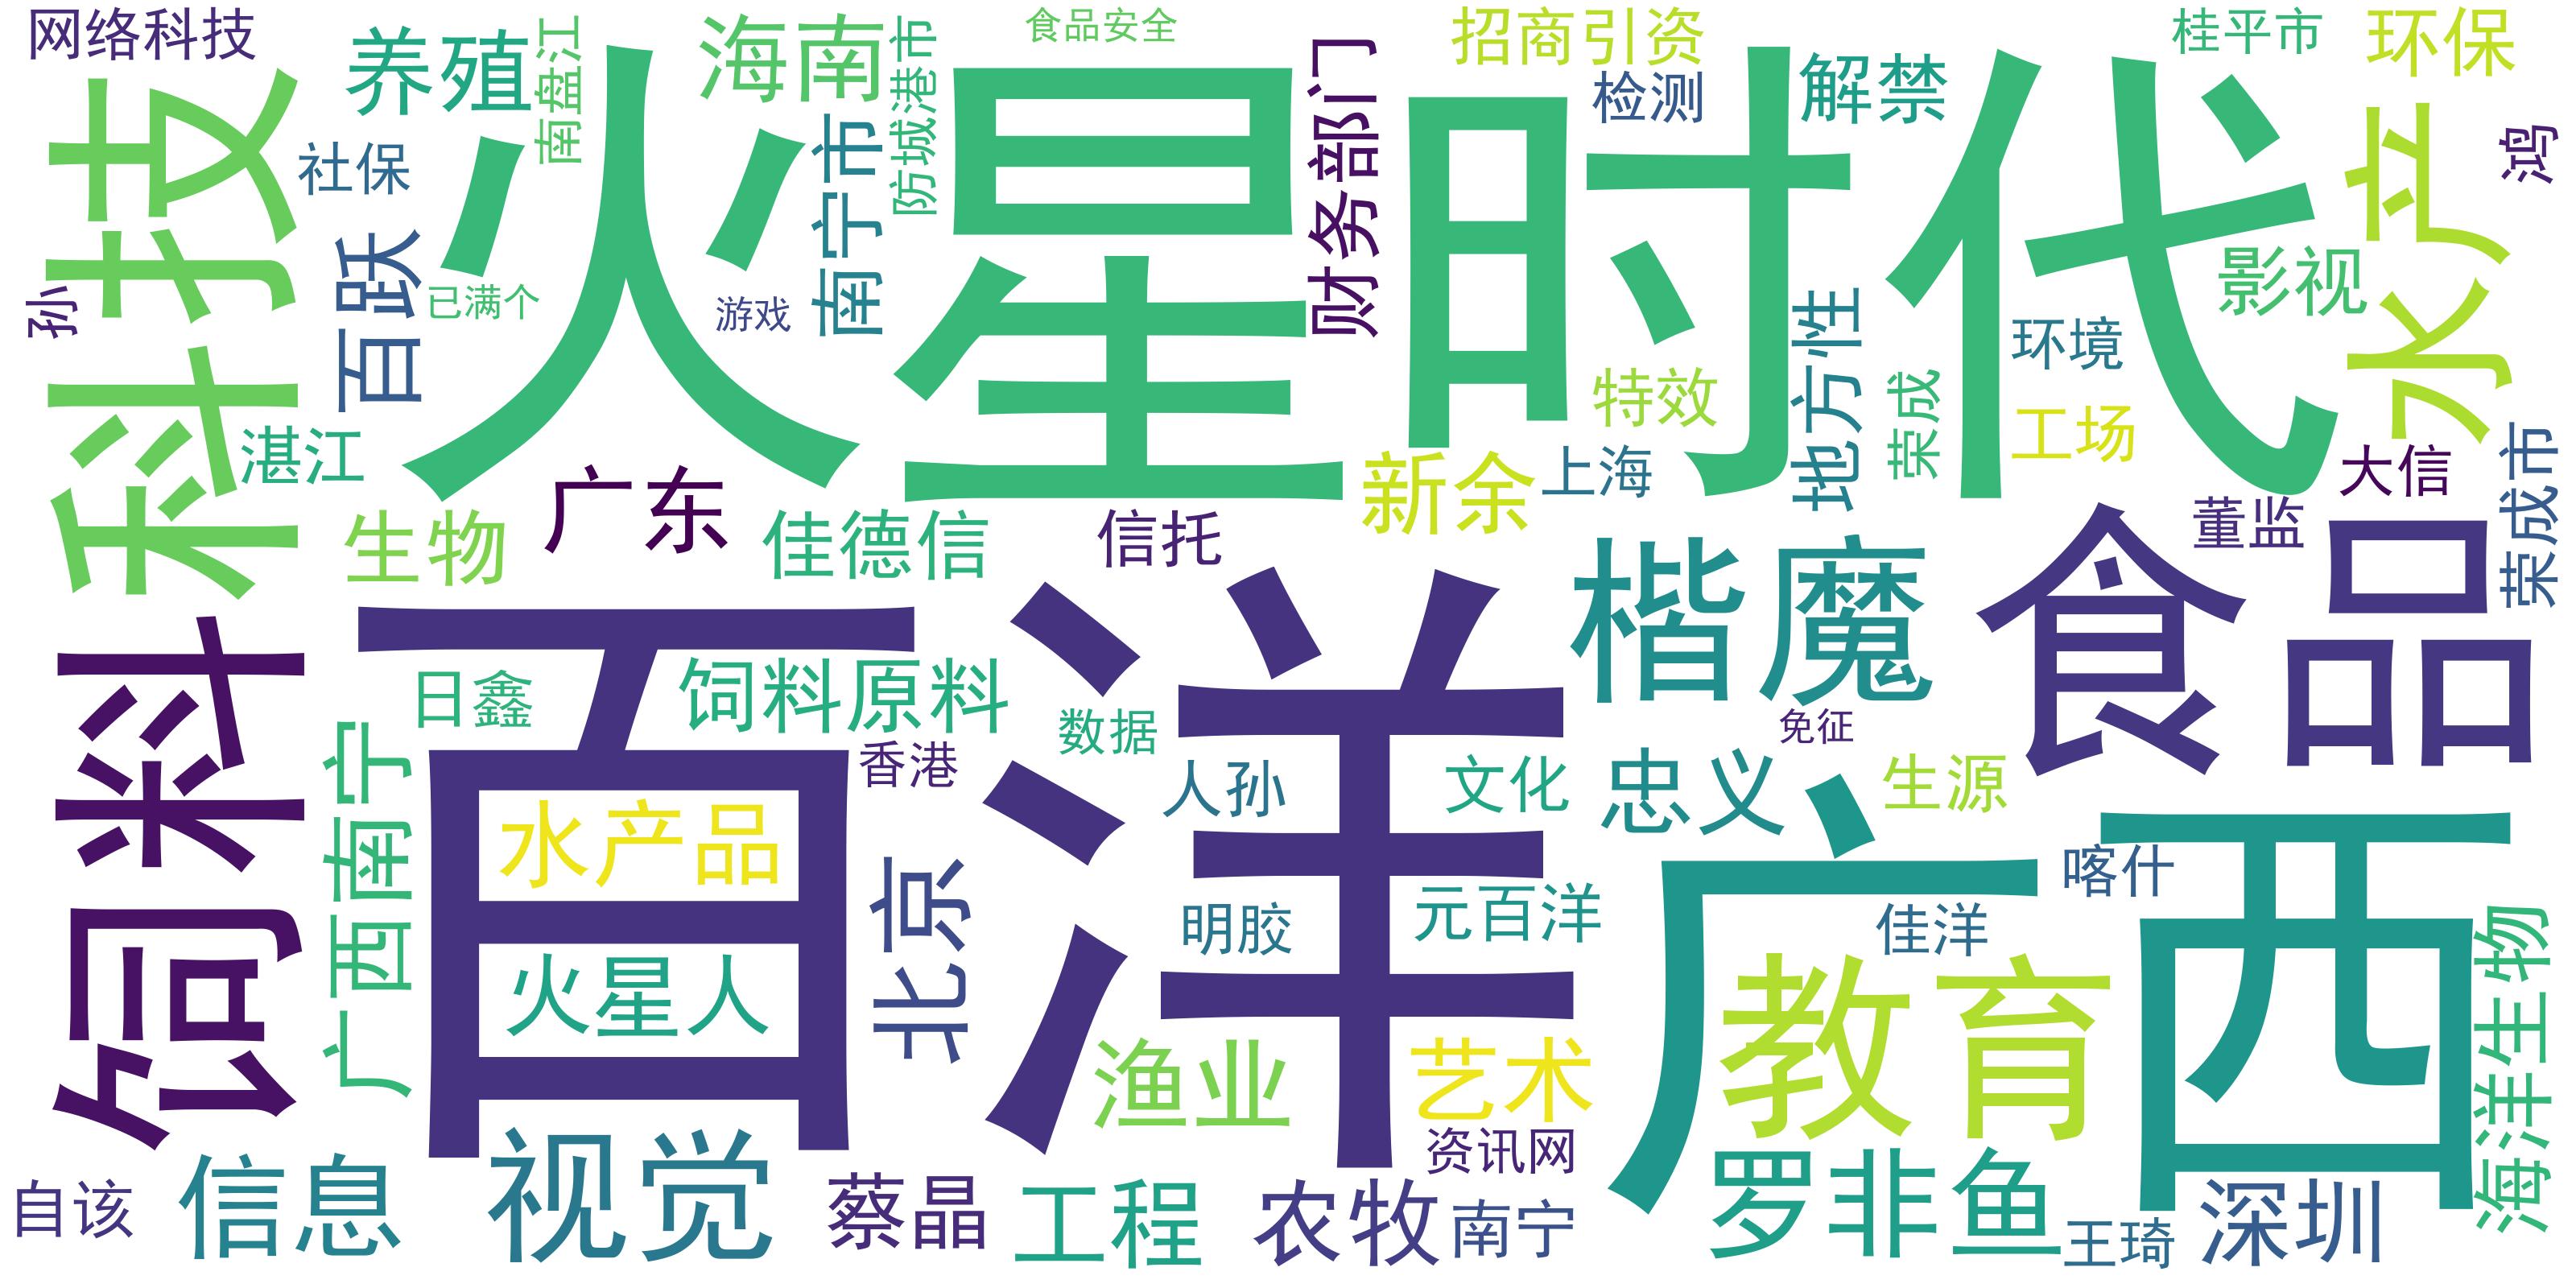 网络科技
养殖
南盘江
海南
防城港市
食品安全
财务部门
招商引资
检测
解禁
桂平市
环保
科技
社保
火星时代
南宁市
水产
鸿
孙
百跃
已满个
游戏
特效
地方性
荣成
环境
影视
工场
湛江
广东
生物
佳德信
信托
新余
上海
大信
董监
荣成市
饲料
百洋
楷魔
食品
日鑫
饲料原料
数据
香港
免征
广西南宁
水产品
人孙
文化
忠义
生源
广西
喀什
北京
明胶
元百洋
佳洋
火星人
教育
海洋生物
渔业
艺术
资讯网
罗非鱼
自该
信息
视觉
蔡晶
工程
农牧
南宁
王琦
深圳